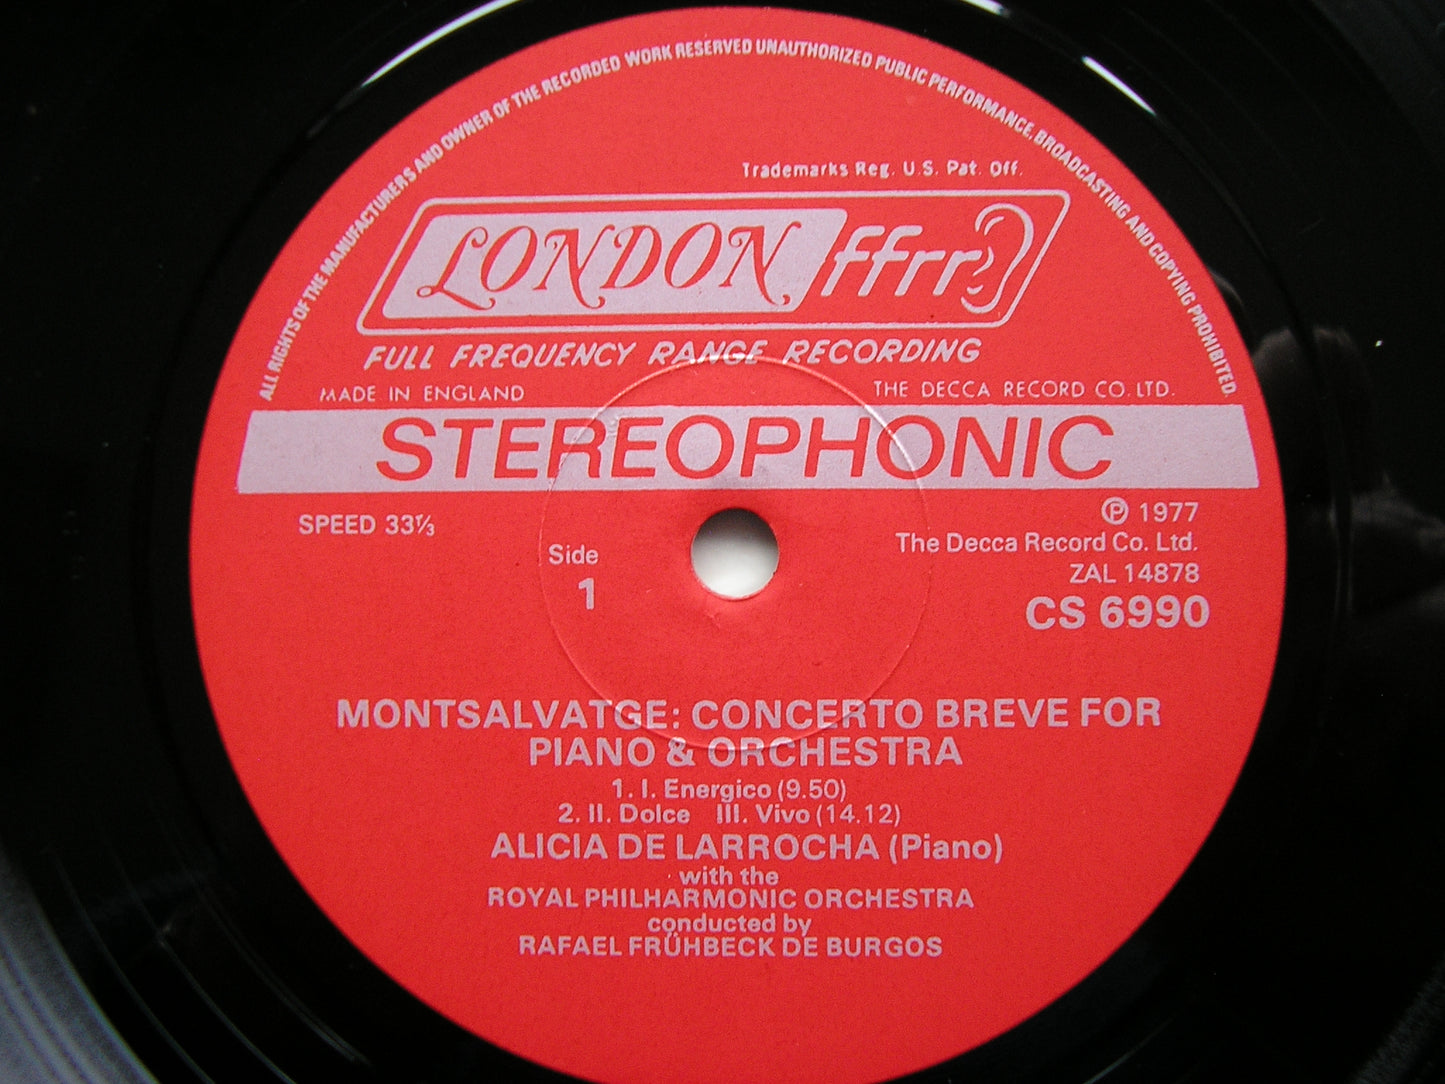 ALL RIGHTS OF THE MANUFACTURERS AND OWNER OF THE RECORDED WORK RESERVED UNAUTHORIZED PUBLIC PERFORMANCE, BROADCASTING AND COPYING PROHIBITED.
Trademarks Reg. U.S. Pat. Off.
LONDON ffrr
FULL FREQUENCY RANGE RECORDING
MADE IN ENGLAND THE DECCA RECORD CO. LTD.
STEREOPHONIC
SPEED 33⅓ ℗ 1977
The Decca Record Co. Ltd.
Side ZAL 14878
1 CS 6990
MONTSALVATGE: CONCERTO BREVE FOR
PIANO & ORCHESTRA
1. I. Energico (9.50)
2. II. Dolce III. Vivo (14.12)
ALICIA DE LARROCHA (Piano)
with the
ROYAL PHILHARMONIC ORCHESTRA
conducted by
RAFAEL FRÜHBECK DE BURGOS